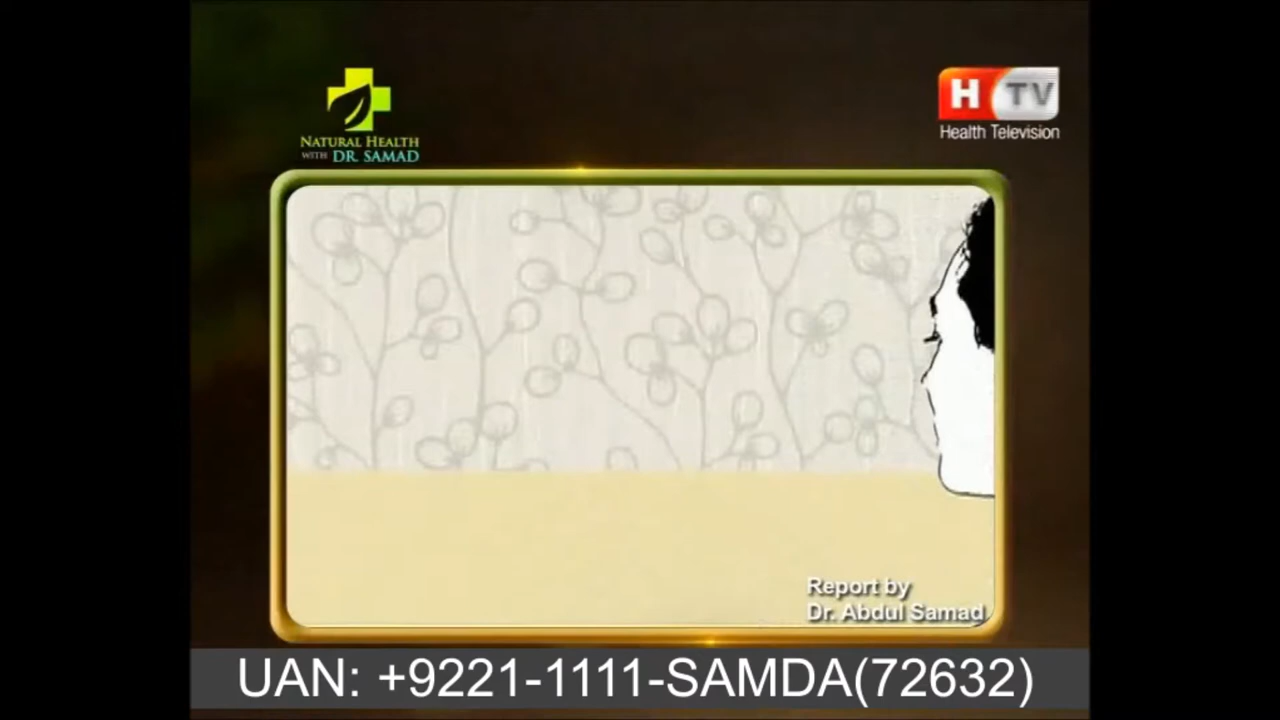 NATURAL HEALTH
WITH DR. SAMAD
H TV
Health Television
Report by
Dr. Abdul Samad
UAN: +9221-1111-SAMDA(72632)